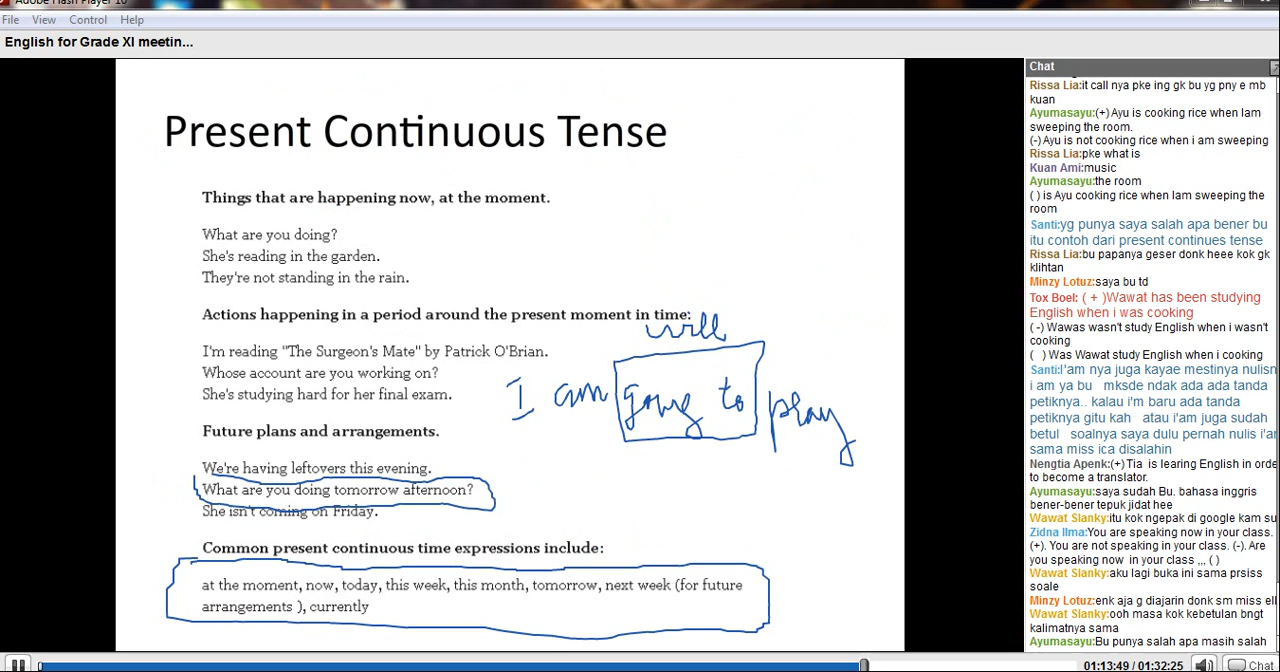 Adobe Flash Player 10
File View Control Help
English for Grade XI meetin...
Present Continuous Tense
Things that are happening now, at the moment.
What are you doing?
She's reading in the garden.
They're not standing in the rain.
Actions happening in a period around the present moment in time:
will
I'm reading "The Surgeon's Mate" by Patrick O'Brian.
Whose account are you working on?
She's studying hard for her final exam.
I am going to play
Future plans and arrangements.
We're having leftovers this evening.
What are you doing tomorrow afternoon?
She isn't coming on Friday.
Common present continuous time expressions include:
at the moment, now, today, this week, this month, tomorrow, next week (for future
arrangements ), currently
Chat
Rissa Lia:it call nya pke ing gk bu yg pny e mb
kuan
Ayumasayu:(+) Ayu is cooking rice when Iam
sweeping the room.
(-) Ayu is not cooking rice when i am sweeping
Rissa Lia:pke what is
Kuan Ami:music
Ayumasayu:the room
( ) is Ayu cooking rice when Iam sweeping the
room
Santi:yg punya saya salah apa bener bu
itu contoh dari present continues tense
Rissa Lia:bu papanya geser donk heee kok gk
klihtan
Minzy Lotuz:saya bu td
Tox Boel: ( + )Wawat has been studying
English when i was cooking
( -) Wawas wasn't study English when i wasn't
cooking
( ) Was Wawat study English when i cooking
Santi:I'am nya juga kayae mestinya nulisn
i am ya bu mksde ndak ada ada tanda
petiknya.. kalau i'm baru ada tanda
petiknya gitu kah atau i'am juga sudah
betul soalnya saya dulu pernah nulis i'am
sama miss ica disalahin
Nengtia Apenk:(+) Tia is learing English in orde
to become a translator.
Ayumasayu:saya sudah Bu. bahasa inggris
bener-bener tepuk jidat hee
Wawat Slanky:itu kok ngepak di google kam su
Zidna Ilma:You are speaking now in your class.
(+). You are not speaking in your class. (-). Are
you speaking now in your class ,,, ( )
Wawat Slanky:aku lagi buka ini sama prsiss
soale
Minzy Lotuz:enk aja g diajarin donk sm miss ell
Wawat Slanky:ooh masa kok kebetulan bngt
kalimatnya sama
Ayumasayu:Bu punya salah apa masih salah
01:13:49 / 01:32:25
Chat